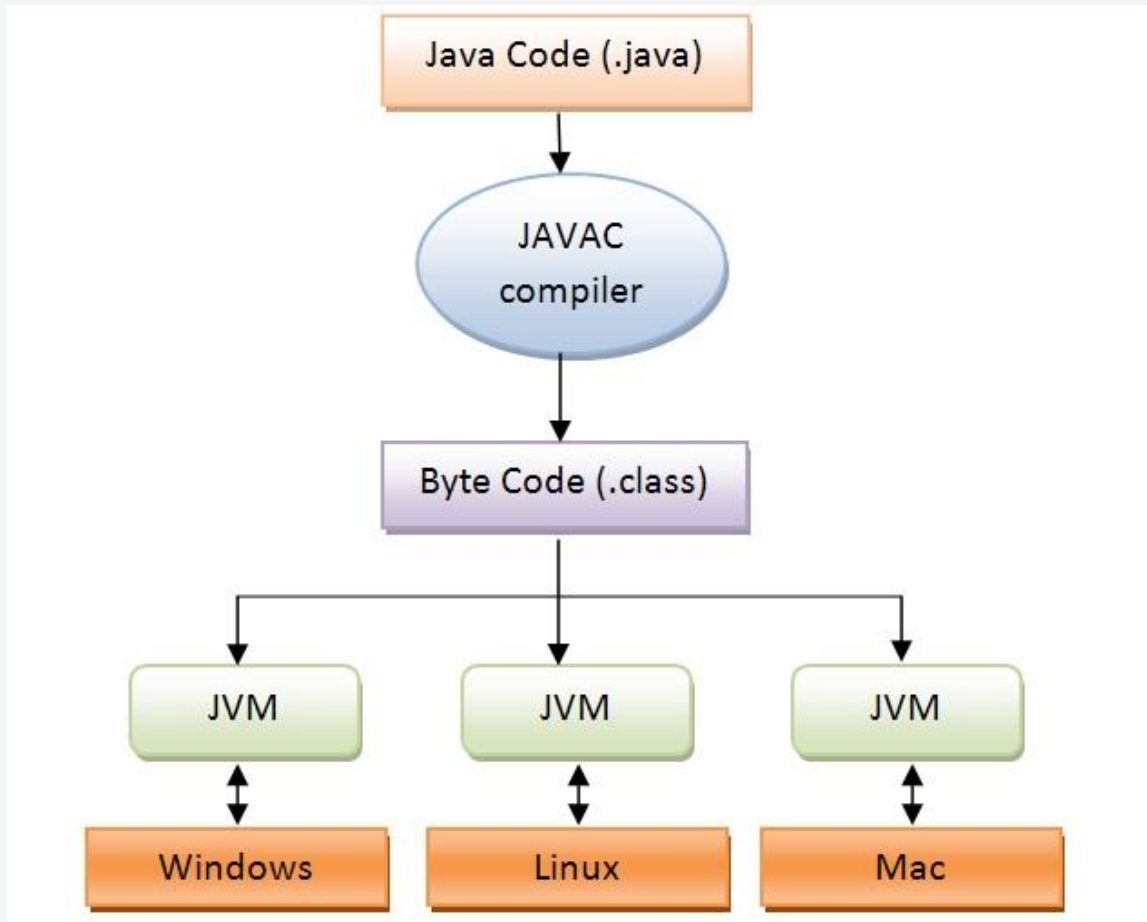 Java Code (.java)
JAVAC
compiler
Byte Code (.class)
JVM
JVM
JVM
Windows
Linux
Mac